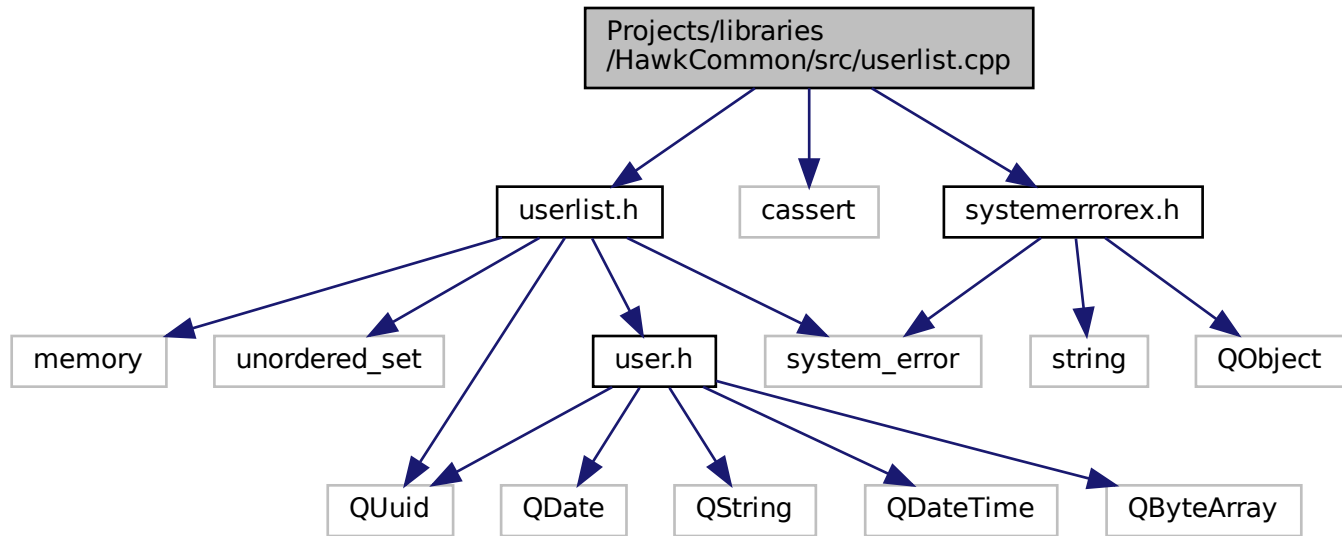 Projects/libraries
/HawkCommon/src/userlist.cpp
userlist.h
cassert
systemerrorex.h
memory
unordered_set
user.h
system_error
string
QObject
QUuid
QDate
QString
QDateTime
QByteArray